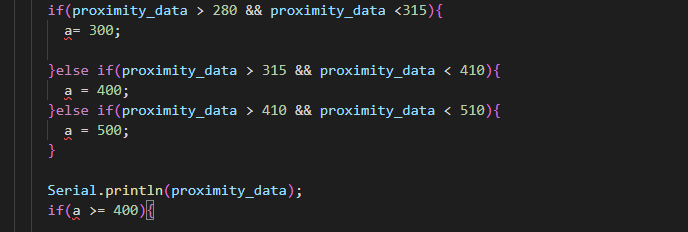 if(proximity_data > 280 && proximity_data <315){
a= 300;
}else if(proximity_data > 315 && proximity_data < 410){
a = 400;
}else if(proximity_data > 410 && proximity_data < 510){
a = 500;
}
Serial.println(proximity_data);
if(a >= 400){